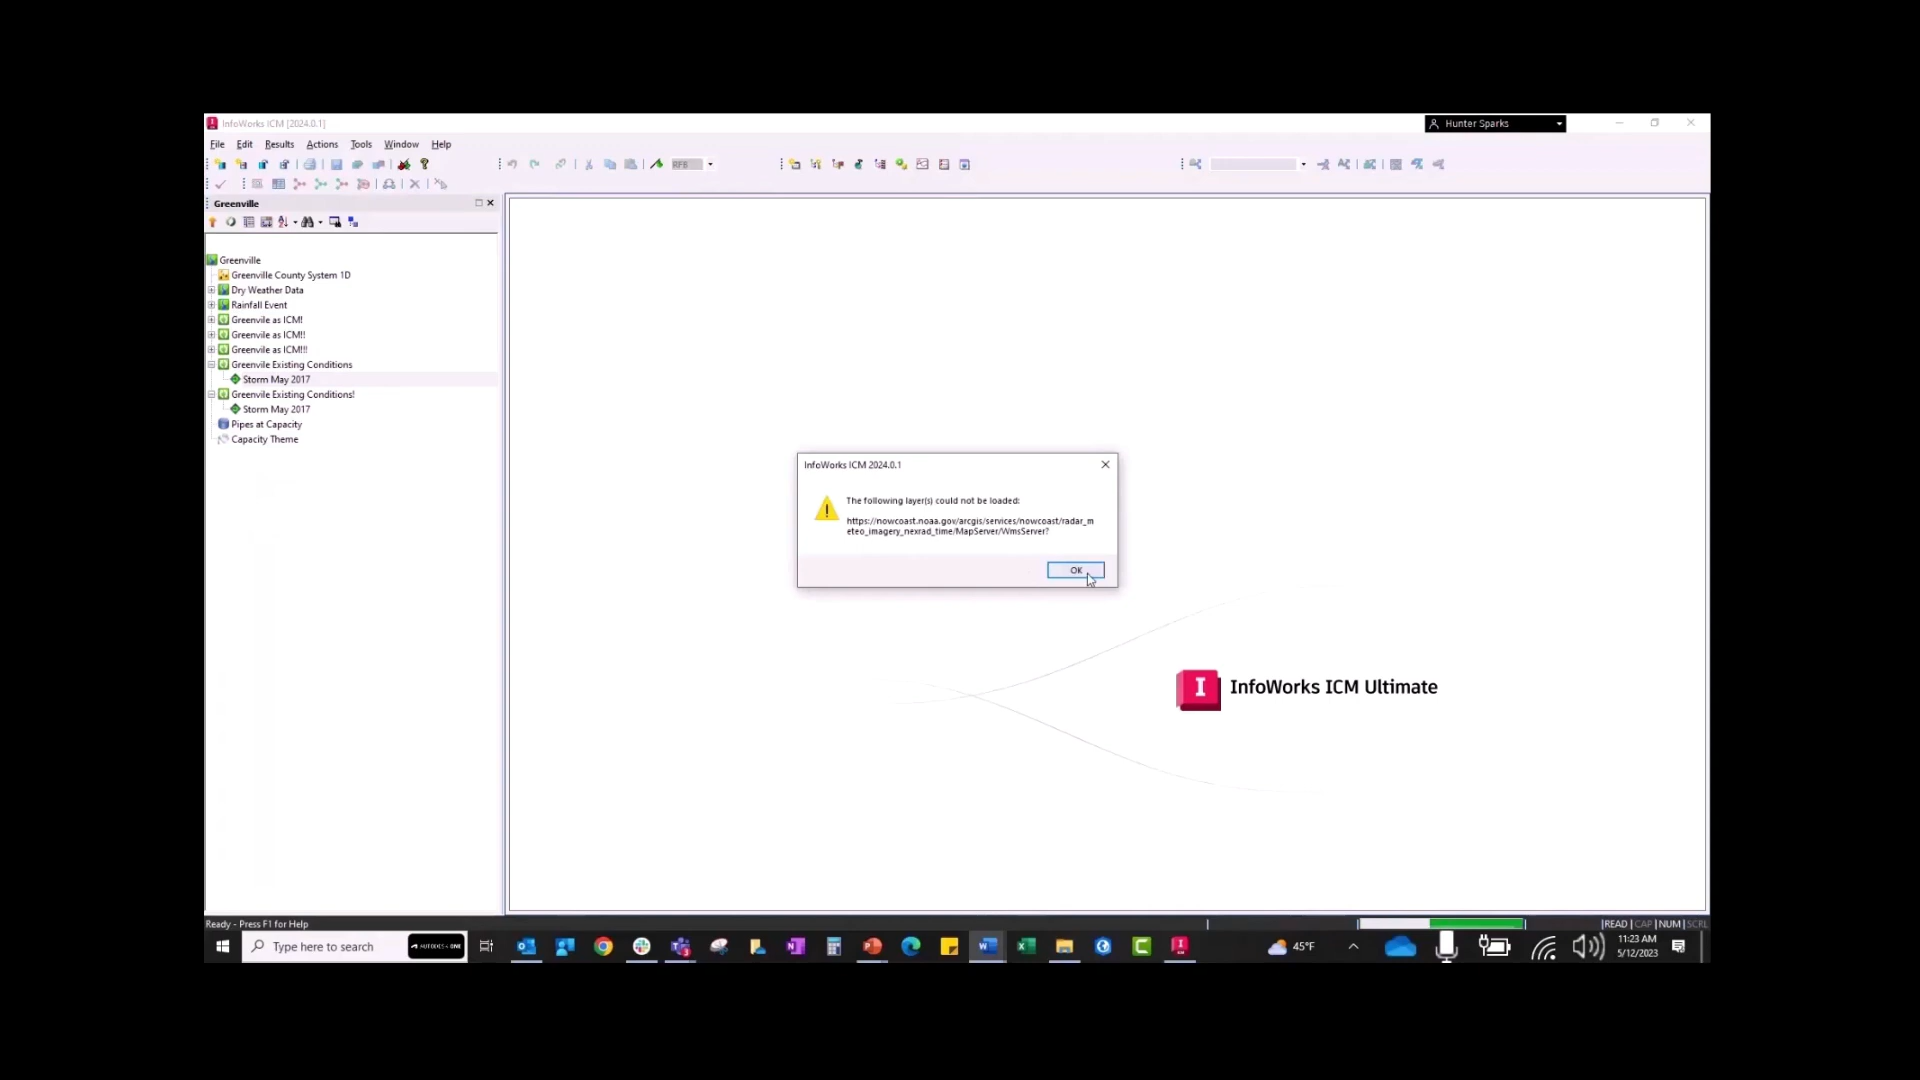 InfoWorks ICM [2024.0.1]
Hunter Sparks
File Edit Results Actions Tools Window Help
RFB
Greenville
Greenville
Greenville County System 1D
Dry Weather Data
Rainfall Event
Greenvile as ICM!
Greenvile as ICM!!
Greenvile as ICM!!!
Greenvile Existing Conditions
Storm May 2017
Greenvile Existing Conditions!
Storm May 2017
Pipes at Capacity
Capacity Theme
InfoWorks ICM 2024.0.1
The following layer(s) could not be loaded:
https://nowcoast.noaa.gov/arcgis/services/nowcoast/radar_m
eteo_imagery_nexrad_time/MapServer/WmsServer?
OK
I InfoWorks ICM Ultimate
Ready - Press F1 for Help
READ CAP NUM SCRL
Type here to search
AUTODESK ONE
45°F
11:23 AM
5/12/2023